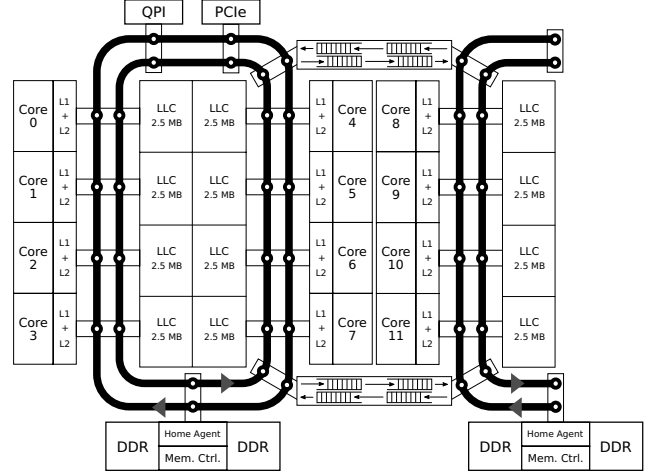 QPI PCIe
Core 0 L1 + L2 LLC 2.5 MB LLC 2.5 MB L1 + L2 Core 4 Core 8 L1 + L2 LLC 2.5 MB
Core 1 L1 + L2 LLC 2.5 MB LLC 2.5 MB L1 + L2 Core 5 Core 9 L1 + L2 LLC 2.5 MB
Core 2 L1 + L2 LLC 2.5 MB LLC 2.5 MB L1 + L2 Core 6 Core 10 L1 + L2 LLC 2.5 MB
Core 3 L1 + L2 LLC 2.5 MB LLC 2.5 MB L1 + L2 Core 7 Core 11 L1 + L2 LLC 2.5 MB
DDR Home Agent Mem. Ctrl. DDR DDR Home Agent Mem. Ctrl. DDR